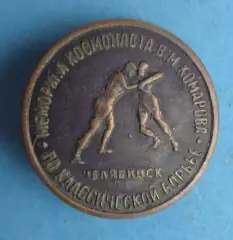 МЕМОРИАЛ КОСМОНАВТА В.М. КОМАРОВА
ЧЕЛЯБИНСК
ПО КЛАССИЧЕСКОЙ БОРЬБЕ